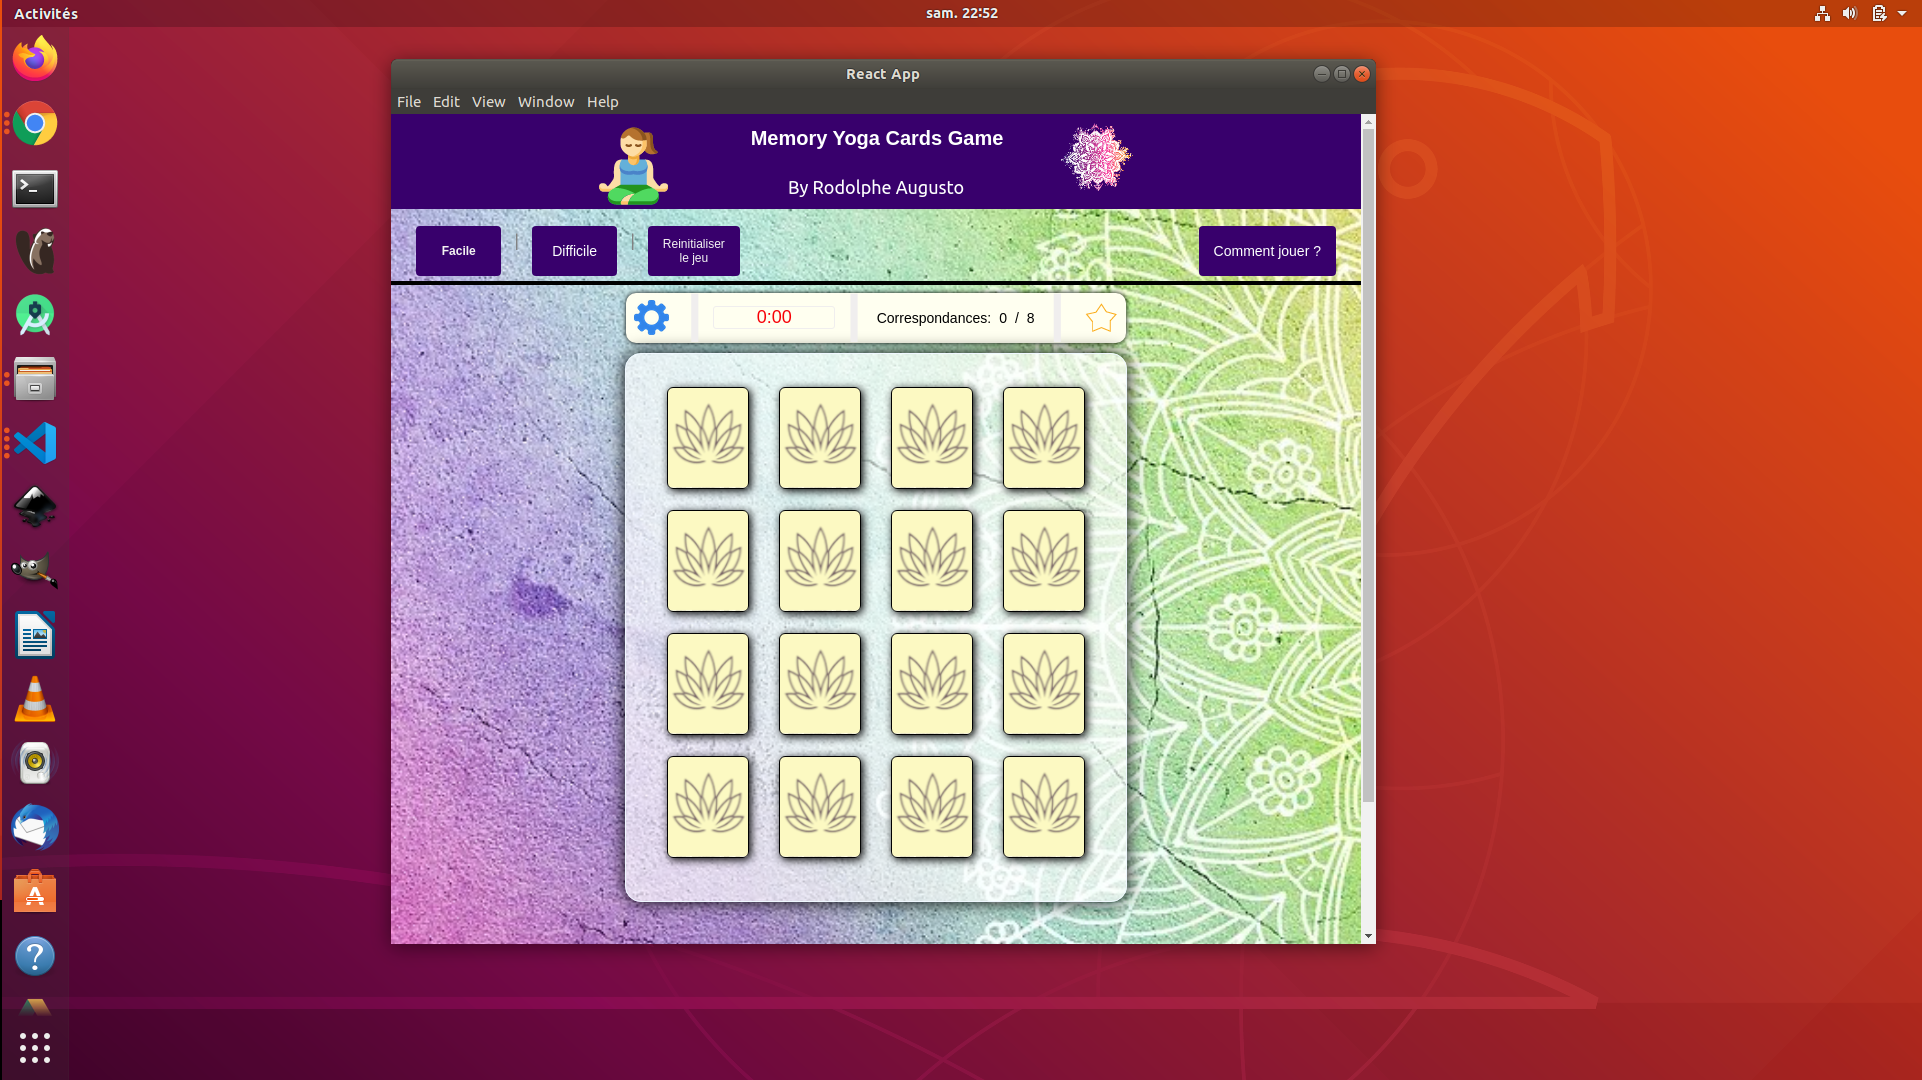 Activités
sam. 22:52
React App
File Edit View Window Help
Memory Yoga Cards Game
By Rodolphe Augusto
Facile | Difficile | Reinitialiser
le jeu
Comment jouer ?
0:00
Correspondances: 0 / 8